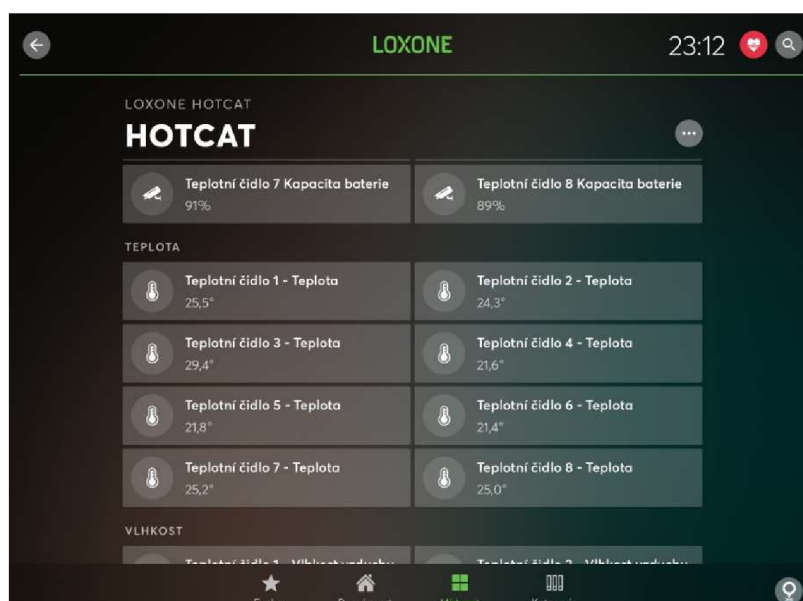 LOXONE
23:12
LOXONE HOTCAT
HOTCAT
Teplotní čidlo 7 Kapacita baterie
91%
Teplotní čidlo 8 Kapacita baterie
89%
TEPLOTA
Teplotní čidlo 1 - Teplota
25,5°
Teplotní čidlo 2 - Teplota
24,3°
Teplotní čidlo 3 - Teplota
29,4°
Teplotní čidlo 4 - Teplota
21,6°
Teplotní čidlo 5 - Teplota
21,8°
Teplotní čidlo 6 - Teplota
21,4°
Teplotní čidlo 7 - Teplota
25,2°
Teplotní čidlo 8 - Teplota
25,0°
VLHKOST